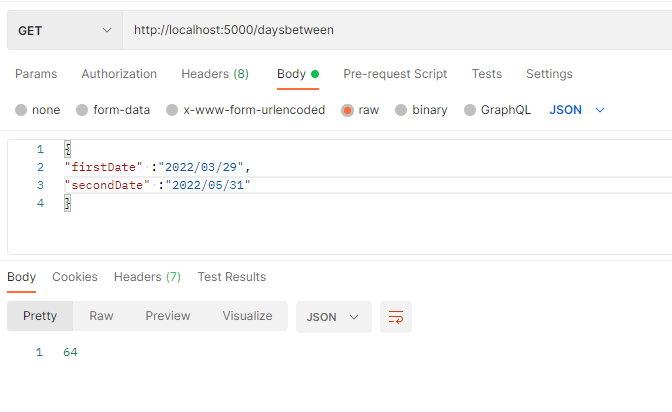 GET http://localhost:5000/daysbetween
Params Authorization Headers (8) Body Pre-request Script Tests Settings
none form-data x-www-form-urlencoded raw binary GraphQL JSON
1 {
2 "firstDate" :"2022/03/29",
3 "secondDate" :"2022/05/31"
4 }
Body Cookies Headers (7) Test Results
Pretty Raw Preview Visualize JSON
1 64